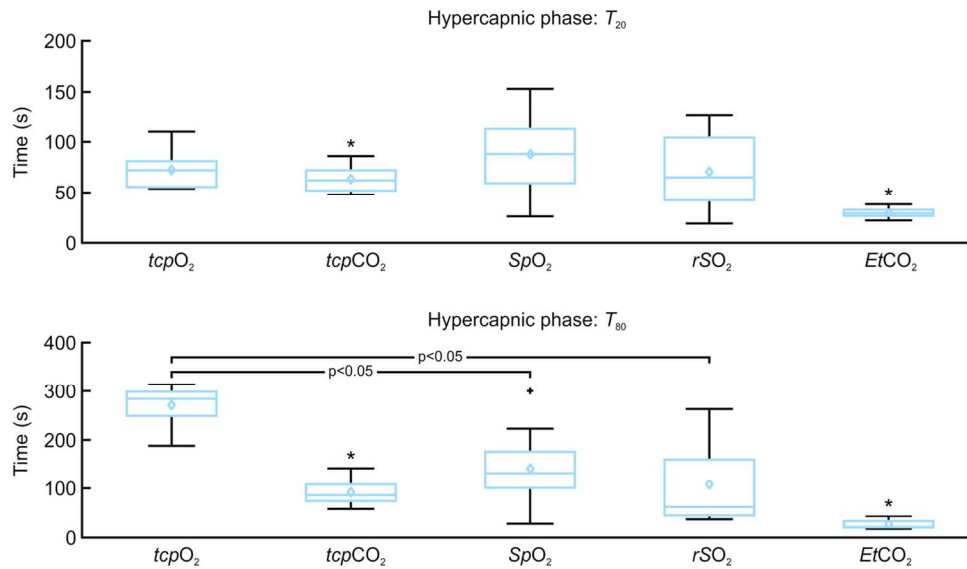 Hypercapnic phase: T₂₀
200
150
100
50
0
Time (s)
*
*
tcpO₂ tcpCO₂ SpO₂ rSO₂ EtCO₂
Hypercapnic phase: T₈₀
400
300
200
100
0
Time (s)
p<0.05
p<0.05
*
*
tcpO₂ tcpCO₂ SpO₂ rSO₂ EtCO₂